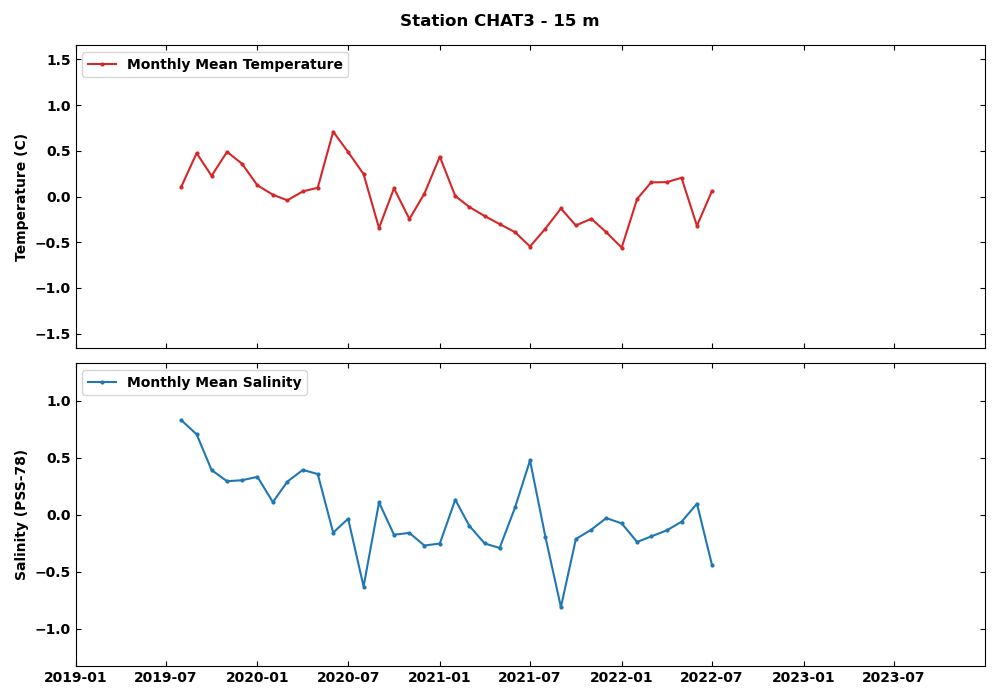 Station CHAT3 - 15 m
Monthly Mean Temperature
Temperature (C)
1.5
1.0
0.5
0.0
−0.5
−1.0
−1.5
Monthly Mean Salinity
Salinity (PSS-78)
1.0
0.5
0.0
−0.5
−1.0
2019-01 2019-07 2020-01 2020-07 2021-01 2021-07 2022-01 2022-07 2023-01 2023-07